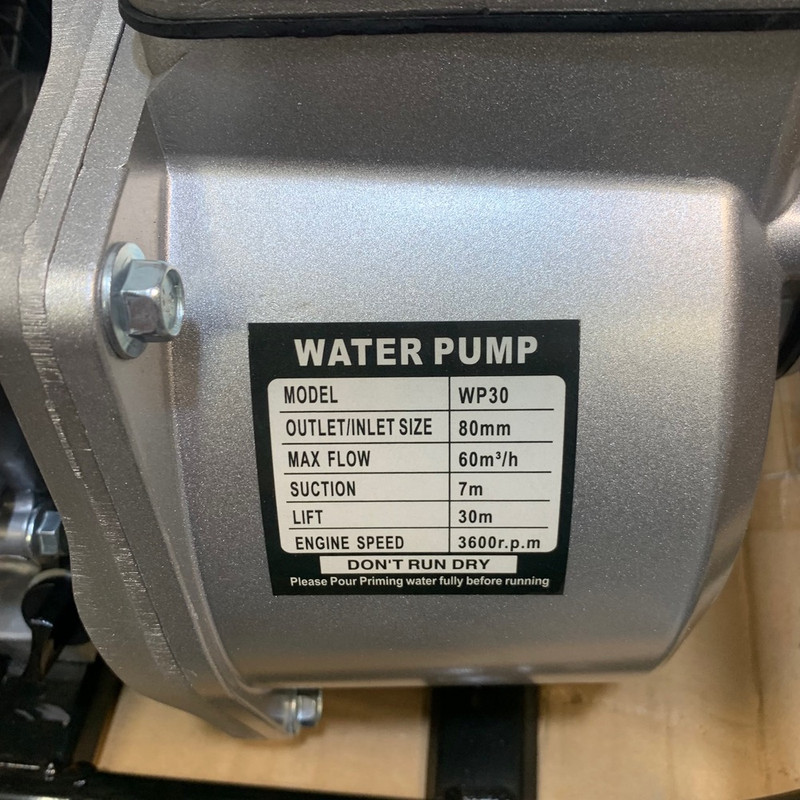 WATER PUMP
MODEL WP30
OUTLET/INLET SIZE 80mm
MAX FLOW 60m³/h
SUCTION 7m
LIFT 30m
ENGINE SPEED 3600r.p.m
DON'T RUN DRY
Please Pour Priming water fully before running